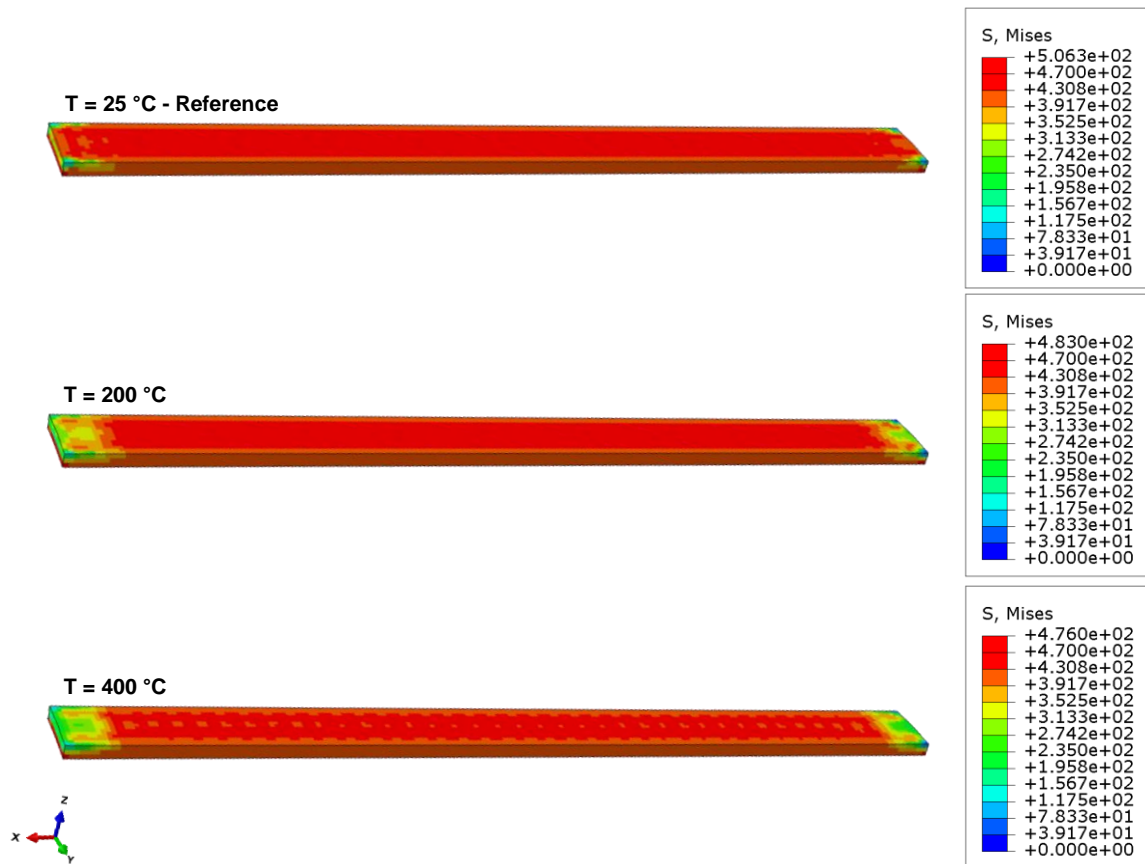 S, Mises
+5.063e+02
+4.700e+02
+4.308e+02
+3.917e+02
+3.525e+02
+3.133e+02
+2.742e+02
+2.350e+02
+1.958e+02
+1.567e+02
+1.175e+02
+7.833e+01
+3.917e+01
+0.000e+00
T = 25 °C - Reference
S, Mises
+4.830e+02
+4.700e+02
+4.308e+02
+3.917e+02
+3.525e+02
+3.133e+02
+2.742e+02
+2.350e+02
+1.958e+02
+1.567e+02
+1.175e+02
+7.833e+01
+3.917e+01
+0.000e+00
T = 200 °C
S, Mises
+4.760e+02
+4.700e+02
+4.308e+02
+3.917e+02
+3.525e+02
+3.133e+02
+2.742e+02
+2.350e+02
+1.958e+02
+1.567e+02
+1.175e+02
+7.833e+01
+3.917e+01
+0.000e+00
T = 400 °C
Z
X
Y